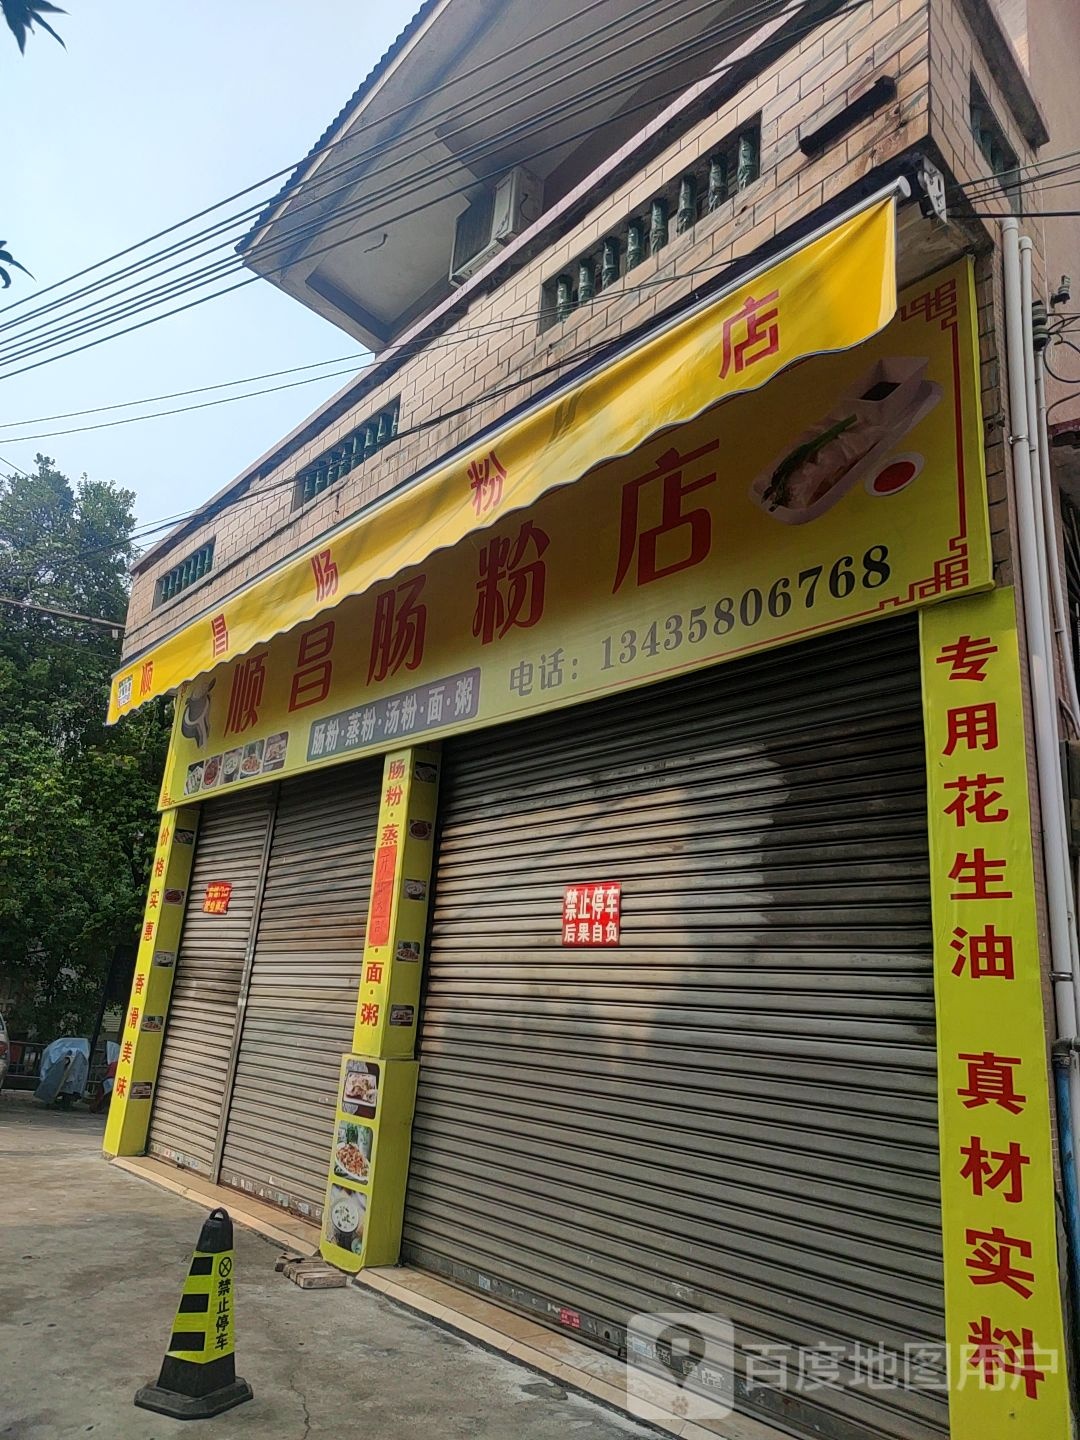 顺昌肠粉店
顺昌肠粉店
肠粉·蒸粉·汤粉·面·粥
电话：13435806768
价格实惠 香滑美味
肠粉·蒸
·面·粥
专用花生油 真材实料
禁止停车
后果自负
禁止停车
百度地图用户